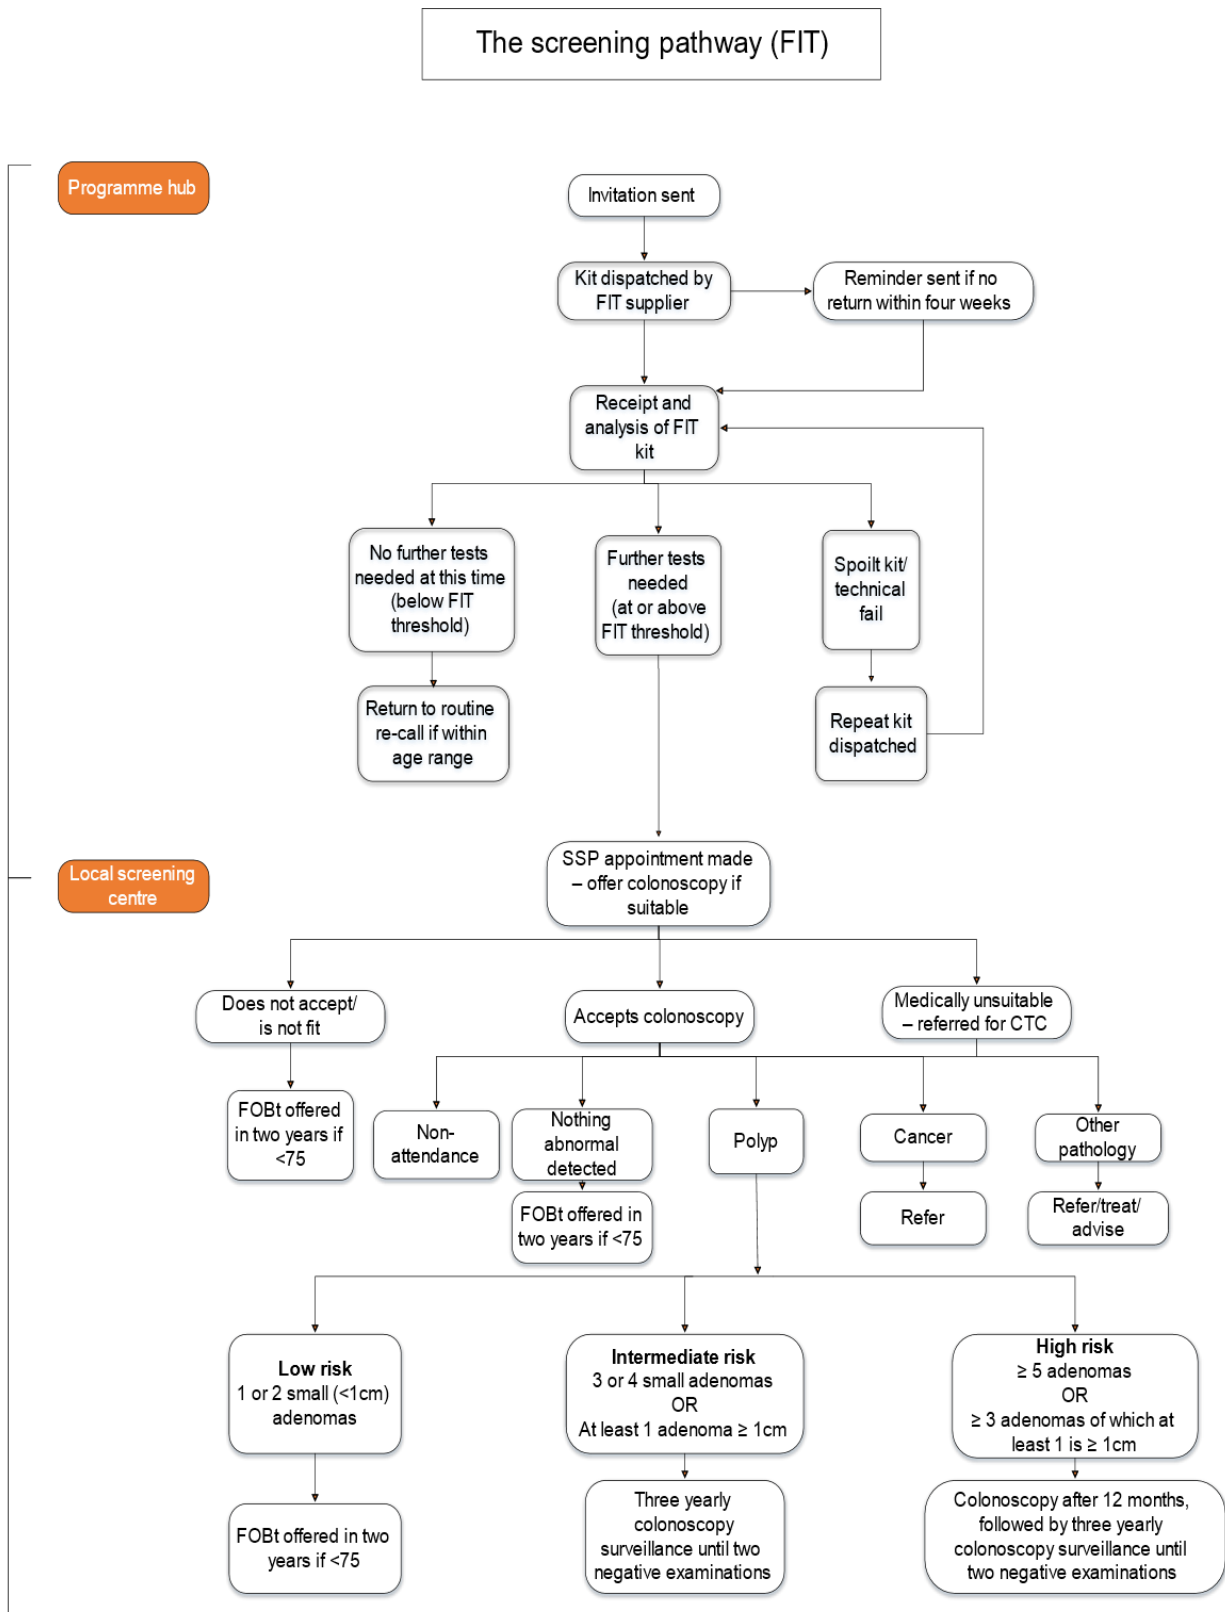 The screening pathway (FIT)
Programme hub
Invitation sent
Kit dispatched by
FIT supplier
Reminder sent if no
return within four weeks
Receipt and
analysis of FIT
kit
No further tests
needed at this time
(below FIT
threshold)
Further tests
needed
(at or above
FIT threshold)
Spoilt kit/
technical
fail
Return to routine
re-call if within
age range
Repeat kit
dispatched
Local screening
centre
SSP appointment made
– offer colonoscopy if
suitable
Does not accept/
is not fit
Accepts colonoscopy
Medically unsuitable
– referred for CTC
FOBt offered
in two years if
<75
Non-
attendance
Nothing
abnormal
detected
Polyp
Cancer
Other
pathology
FOBt offered in
two years if <75
Refer
Refer/treat/
advise
Low risk
1 or 2 small (<1cm)
adenomas
Intermediate risk
3 or 4 small adenomas
OR
At least 1 adenoma ≥ 1cm
High risk
≥ 5 adenomas
OR
≥ 3 adenomas of which at
least 1 is ≥ 1cm
FOBt offered in two
years if <75
Three yearly
colonoscopy
surveillance until two
negative examinations
Colonoscopy after 12 months,
followed by three yearly
colonoscopy surveillance until
two negative examinations